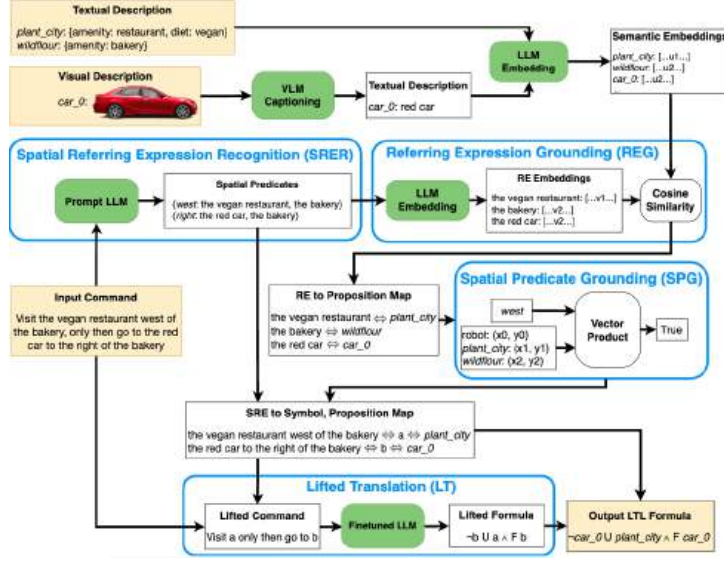 Textual Description
plant_city: {amenity: restaurant, diet: vegan}
wildflour: {amenity: bakery}
Visual Description
car_0:
VLM
Captioning
Textual Description
car_0: red car
LLM
Embedding
Semantic Embeddings
plant_city: [...u1...]
wildflour: [...u2...]
car_0: [...u2...]
Spatial Referring Expression Recognition (SRER)
Prompt LLM
Spatial Predicates
{west: the vegan restaurant, the bakery}
{right: the red car, the bakery}
Referring Expression Grounding (REG)
LLM
Embedding
RE Embeddings
the vegan restaurant: [...v1...]
the bakery: [...v2...]
the red car: [...v2...]
Cosine
Similarity
Input Command
Visit the vegan restaurant west of
the bakery, only then go to the red
car to the right of the bakery
RE to Proposition Map
the vegan restaurant ⇔ plant_city
the bakery ⇔ wildflour
the red car ⇔ car_0
Spatial Predicate Grounding (SPG)
west
robot: (x0, y0)
plant_city: (x1, y1)
wildflour: (x2, y2)
Vector
Product
True
SRE to Symbol, Proposition Map
the vegan restaurant west of the bakery ⇔ a ⇔ plant_city
the red car to the right of the bakery ⇔ b ⇔ car_0
Lifted Translation (LT)
Lifted Command
Visit a only then go to b
Finetuned LLM
Lifted Formula
¬b U a ∧ F b
Output LTL Formula
¬car_0 U plant_city ∧ F car_0